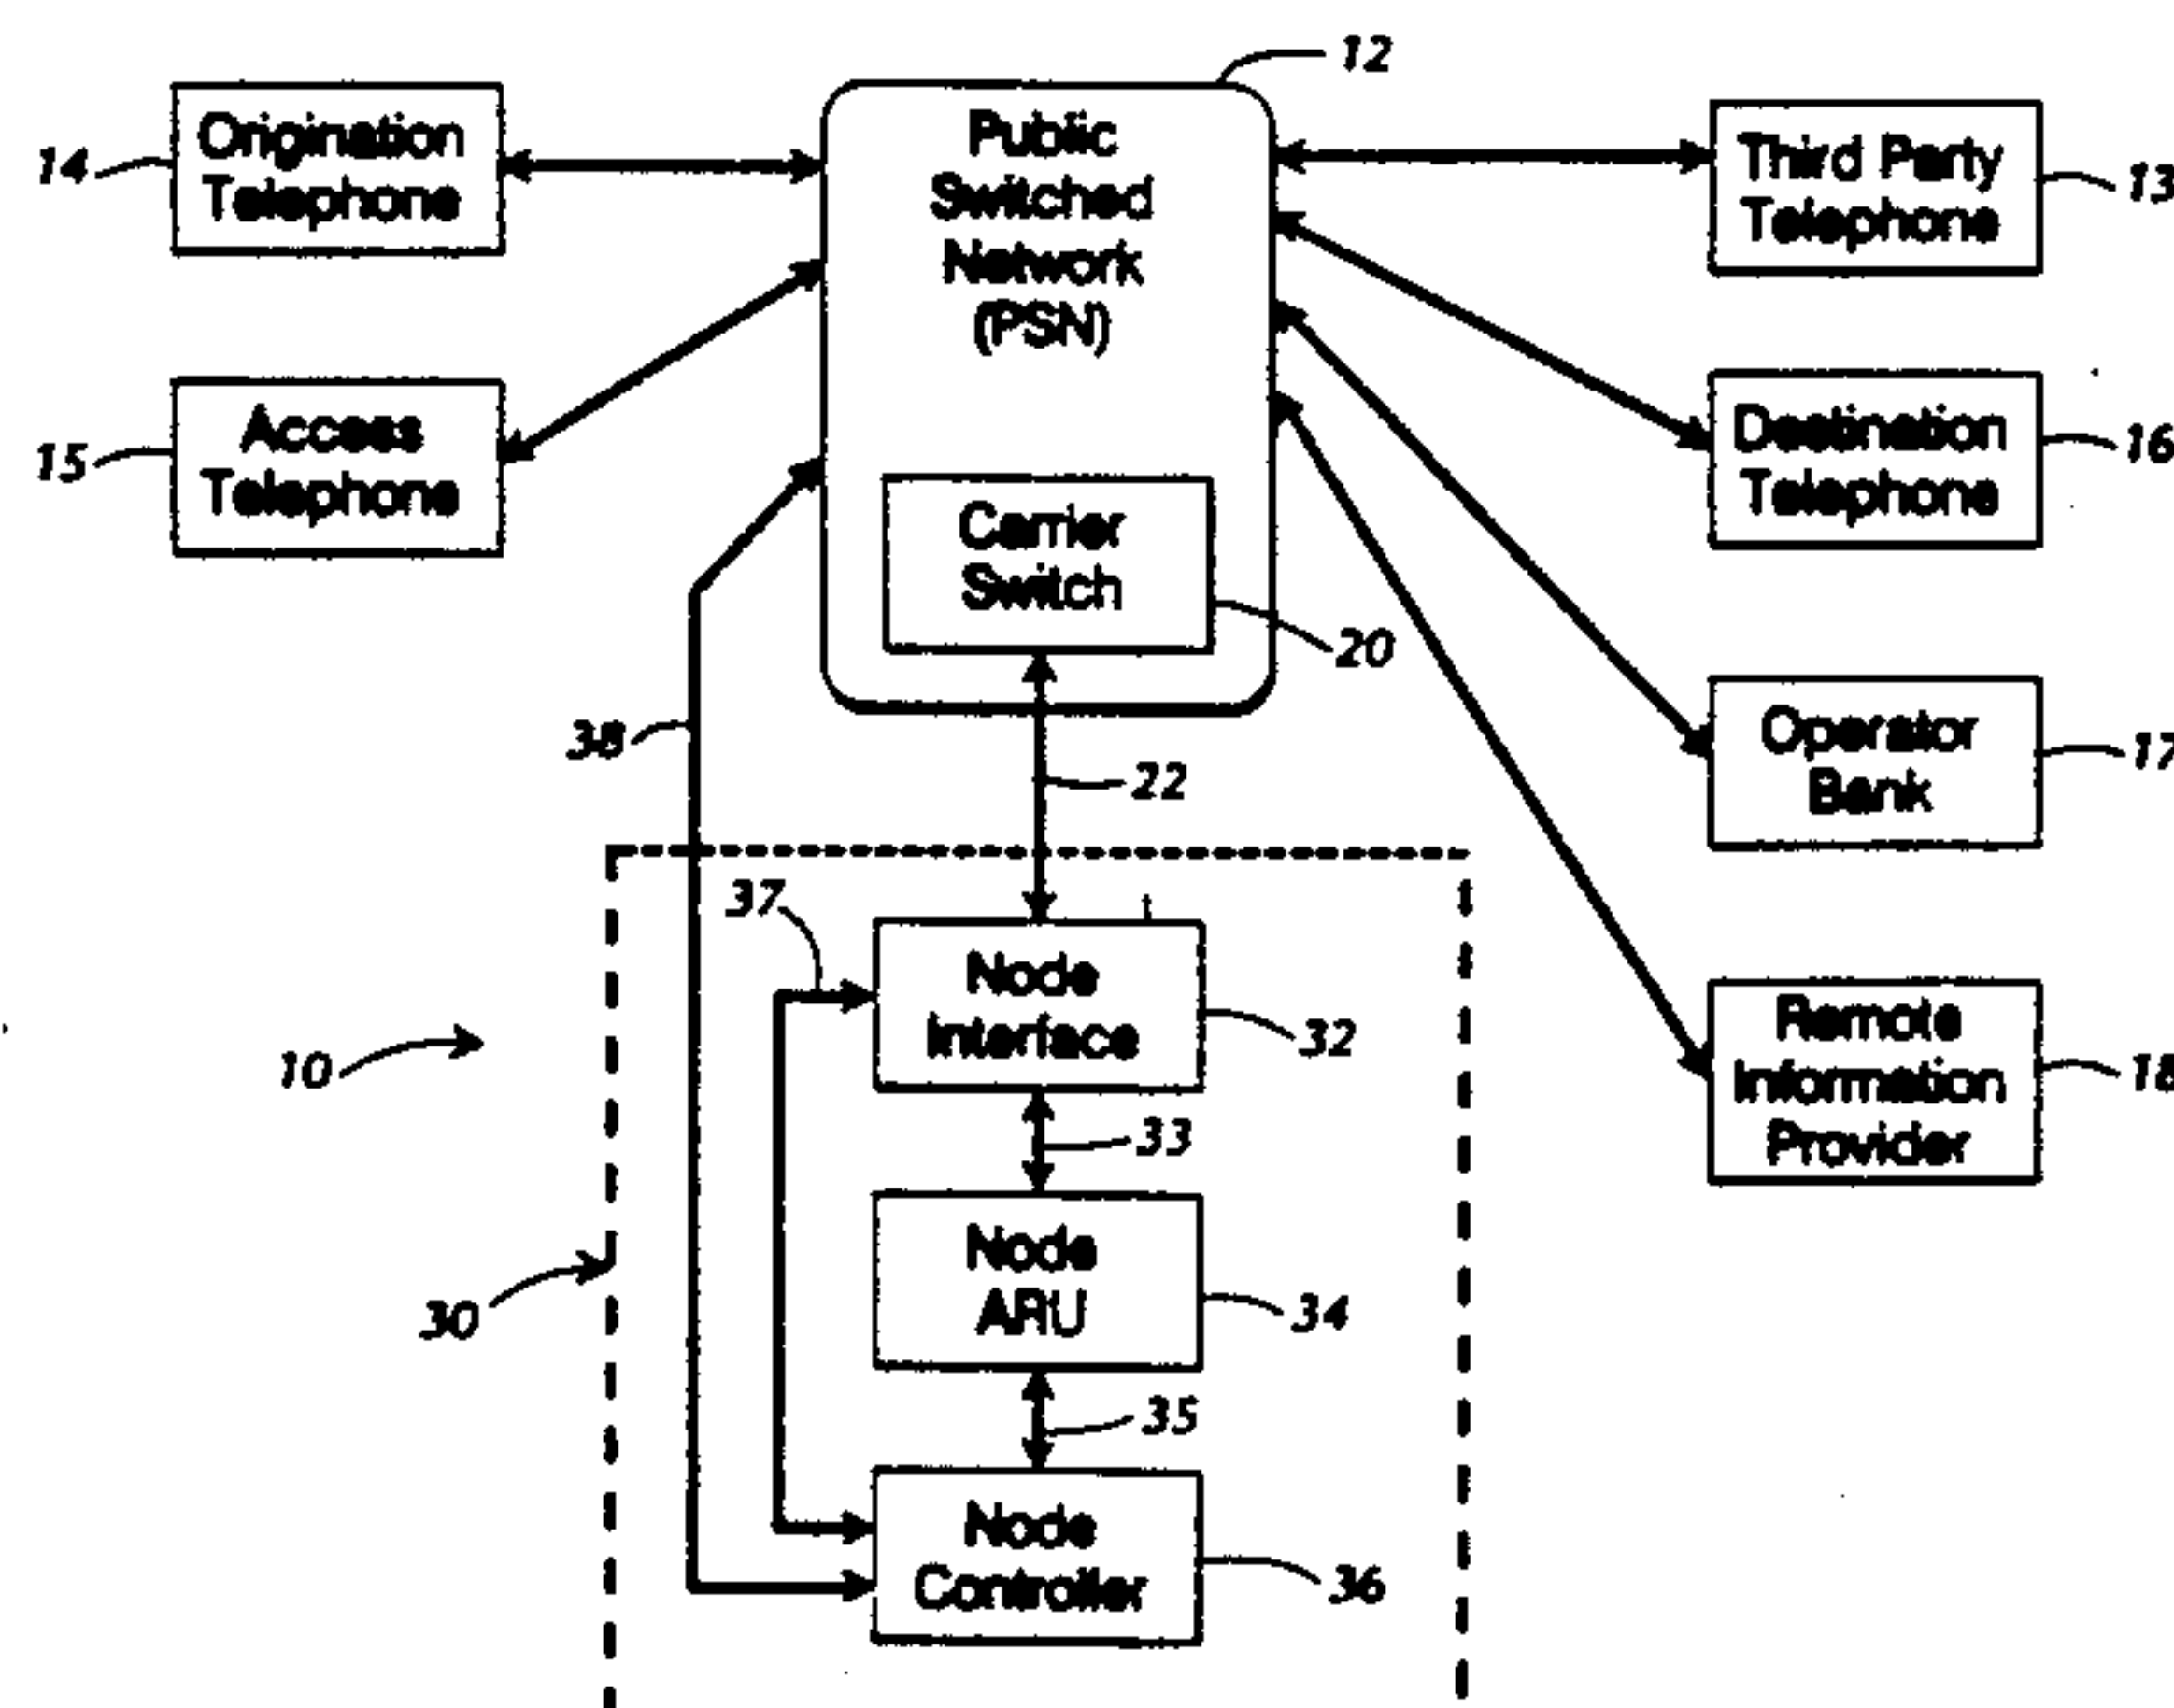 12
14
Origination
Telephone
Public
Switched
Network
(PSN)
Third Party
Telephone
13
15
Access
Telephone
Carrier
Switch
20
Destination
Telephone
16
38
22
Operator
Bank
17
37
Node
Interface
32
10
Remote
Information
Provider
18
33
30
Node
ARU
34
35
Node
Controller
36